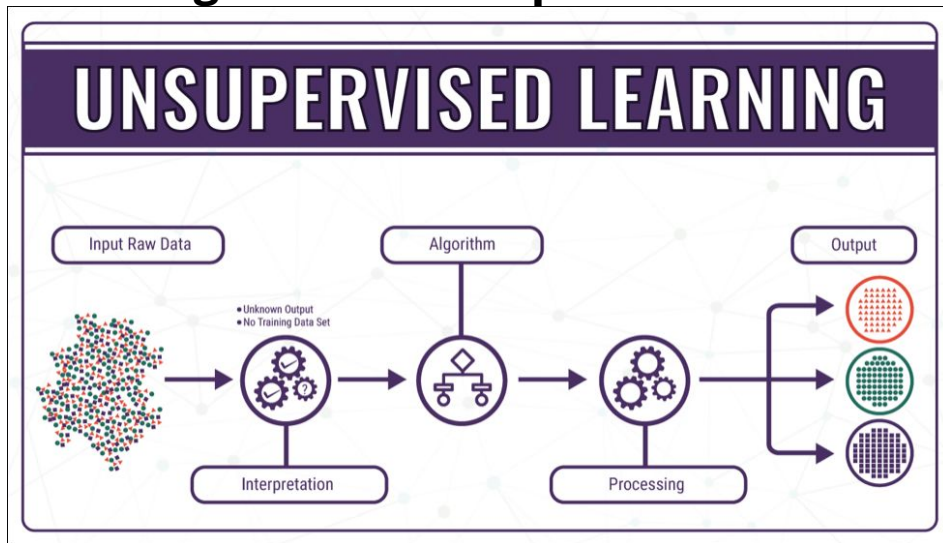 UNSUPERVISED LEARNING
Input Raw Data
Algorithm
Output
• Unknown Output
• No Training Data Set
?
Interpretation
Processing